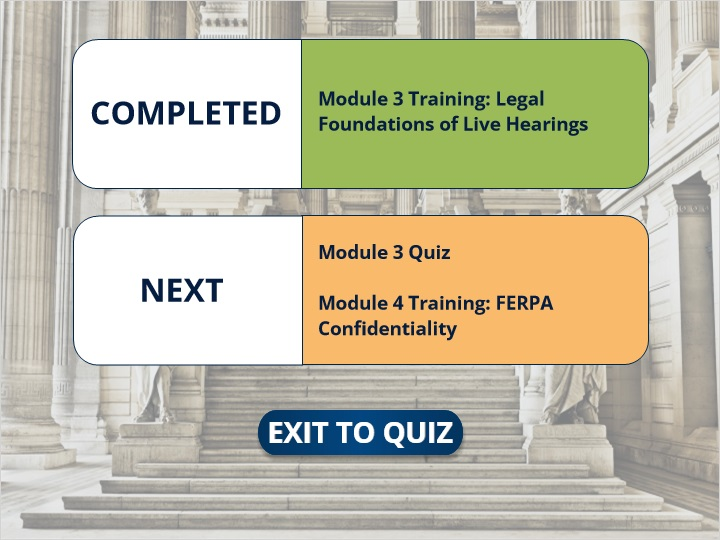 COMPLETED
Module 3 Training: Legal
Foundations of Live Hearings
NEXT
Module 3 Quiz
Module 4 Training: FERPA
Confidentiality
EXIT TO QUIZ